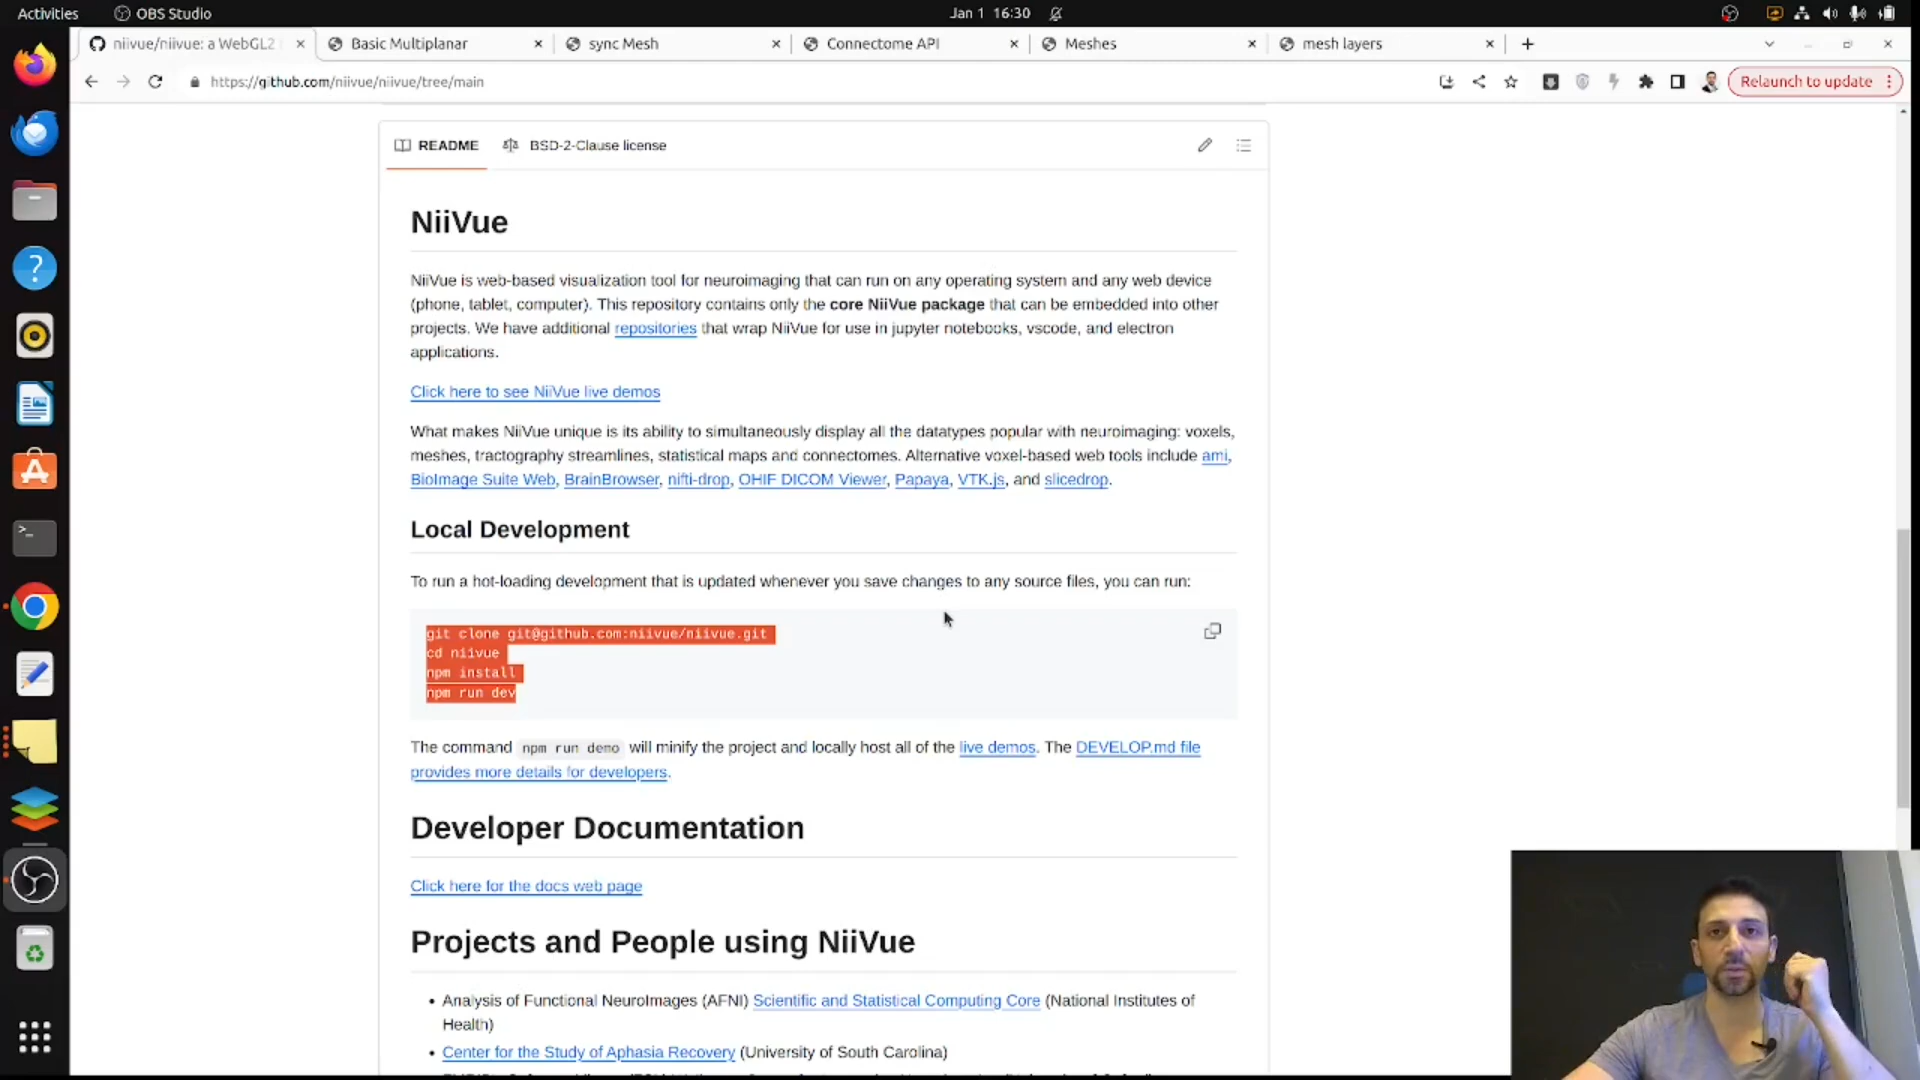 Activities
OBS Studio
Jan 1 16:30
niivue/niivue: a WebGL2
Basic Multiplanar
sync Mesh
Connectome API
Meshes
mesh layers
https://github.com/niivue/niivue/tree/main
Relaunch to update
README
BSD-2-Clause license
NiiVue
NiiVue is web-based visualization tool for neuroimaging that can run on any operating system and any web device
(phone, tablet, computer). This repository contains only the core NiiVue package that can be embedded into other
projects. We have additional repositories that wrap NiiVue for use in jupyter notebooks, vscode, and electron
applications.
Click here to see NiiVue live demos
What makes NiiVue unique is its ability to simultaneously display all the datatypes popular with neuroimaging: voxels,
meshes, tractography streamlines, statistical maps and connectomes. Alternative voxel-based web tools include ami,
BioImage Suite Web, BrainBrowser, nifti-drop, OHIF DICOM Viewer, Papaya, VTK.js, and slicedrop.
Local Development
To run a hot-loading development that is updated whenever you save changes to any source files, you can run:
git clone git@github.com:niivue/niivue.git
cd niivue
npm install
npm run dev
The command npm run demo will minify the project and locally host all of the live demos. The DEVELOP.md file
provides more details for developers.
Developer Documentation
Click here for the docs web page
Projects and People using NiiVue
• Analysis of Functional NeuroImages (AFNI) Scientific and Statistical Computing Core (National Institutes of
Health)
• Center for the Study of Aphasia Recovery (University of South Carolina)